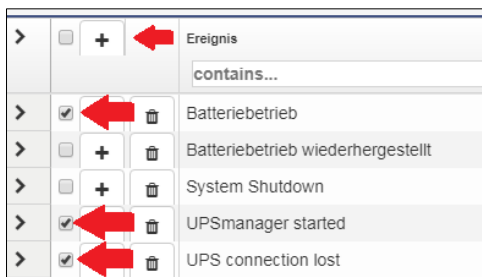 Ereignis
contains...
Batteriebetrieb
Batteriebetrieb wiederhergestellt
System Shutdown
UPSmanager started
UPS connection lost